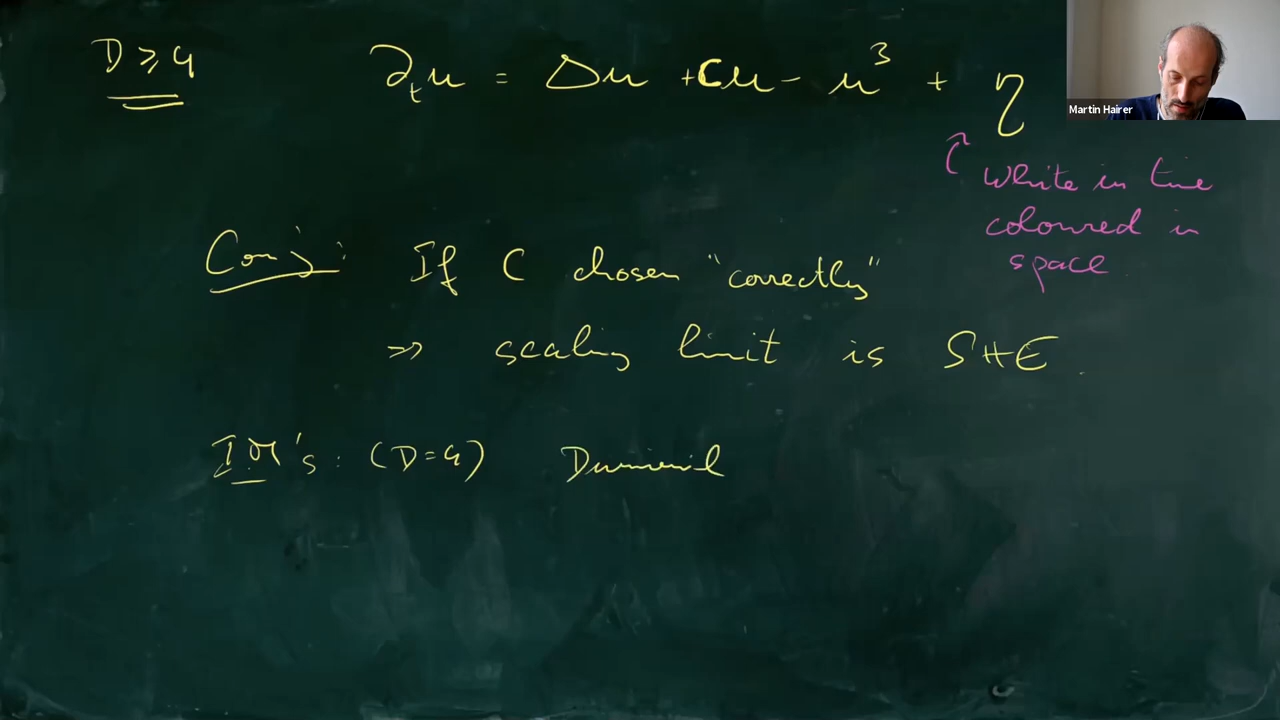 D ⩾ 4 ∂ₜu = Δu + Cu - u³ + η
Martin Hairer
white in time
coloured in
space
Conj: If C chosen "correctly"
⇒ scaling limit is SHE.
IM's: (D=4) Duminil